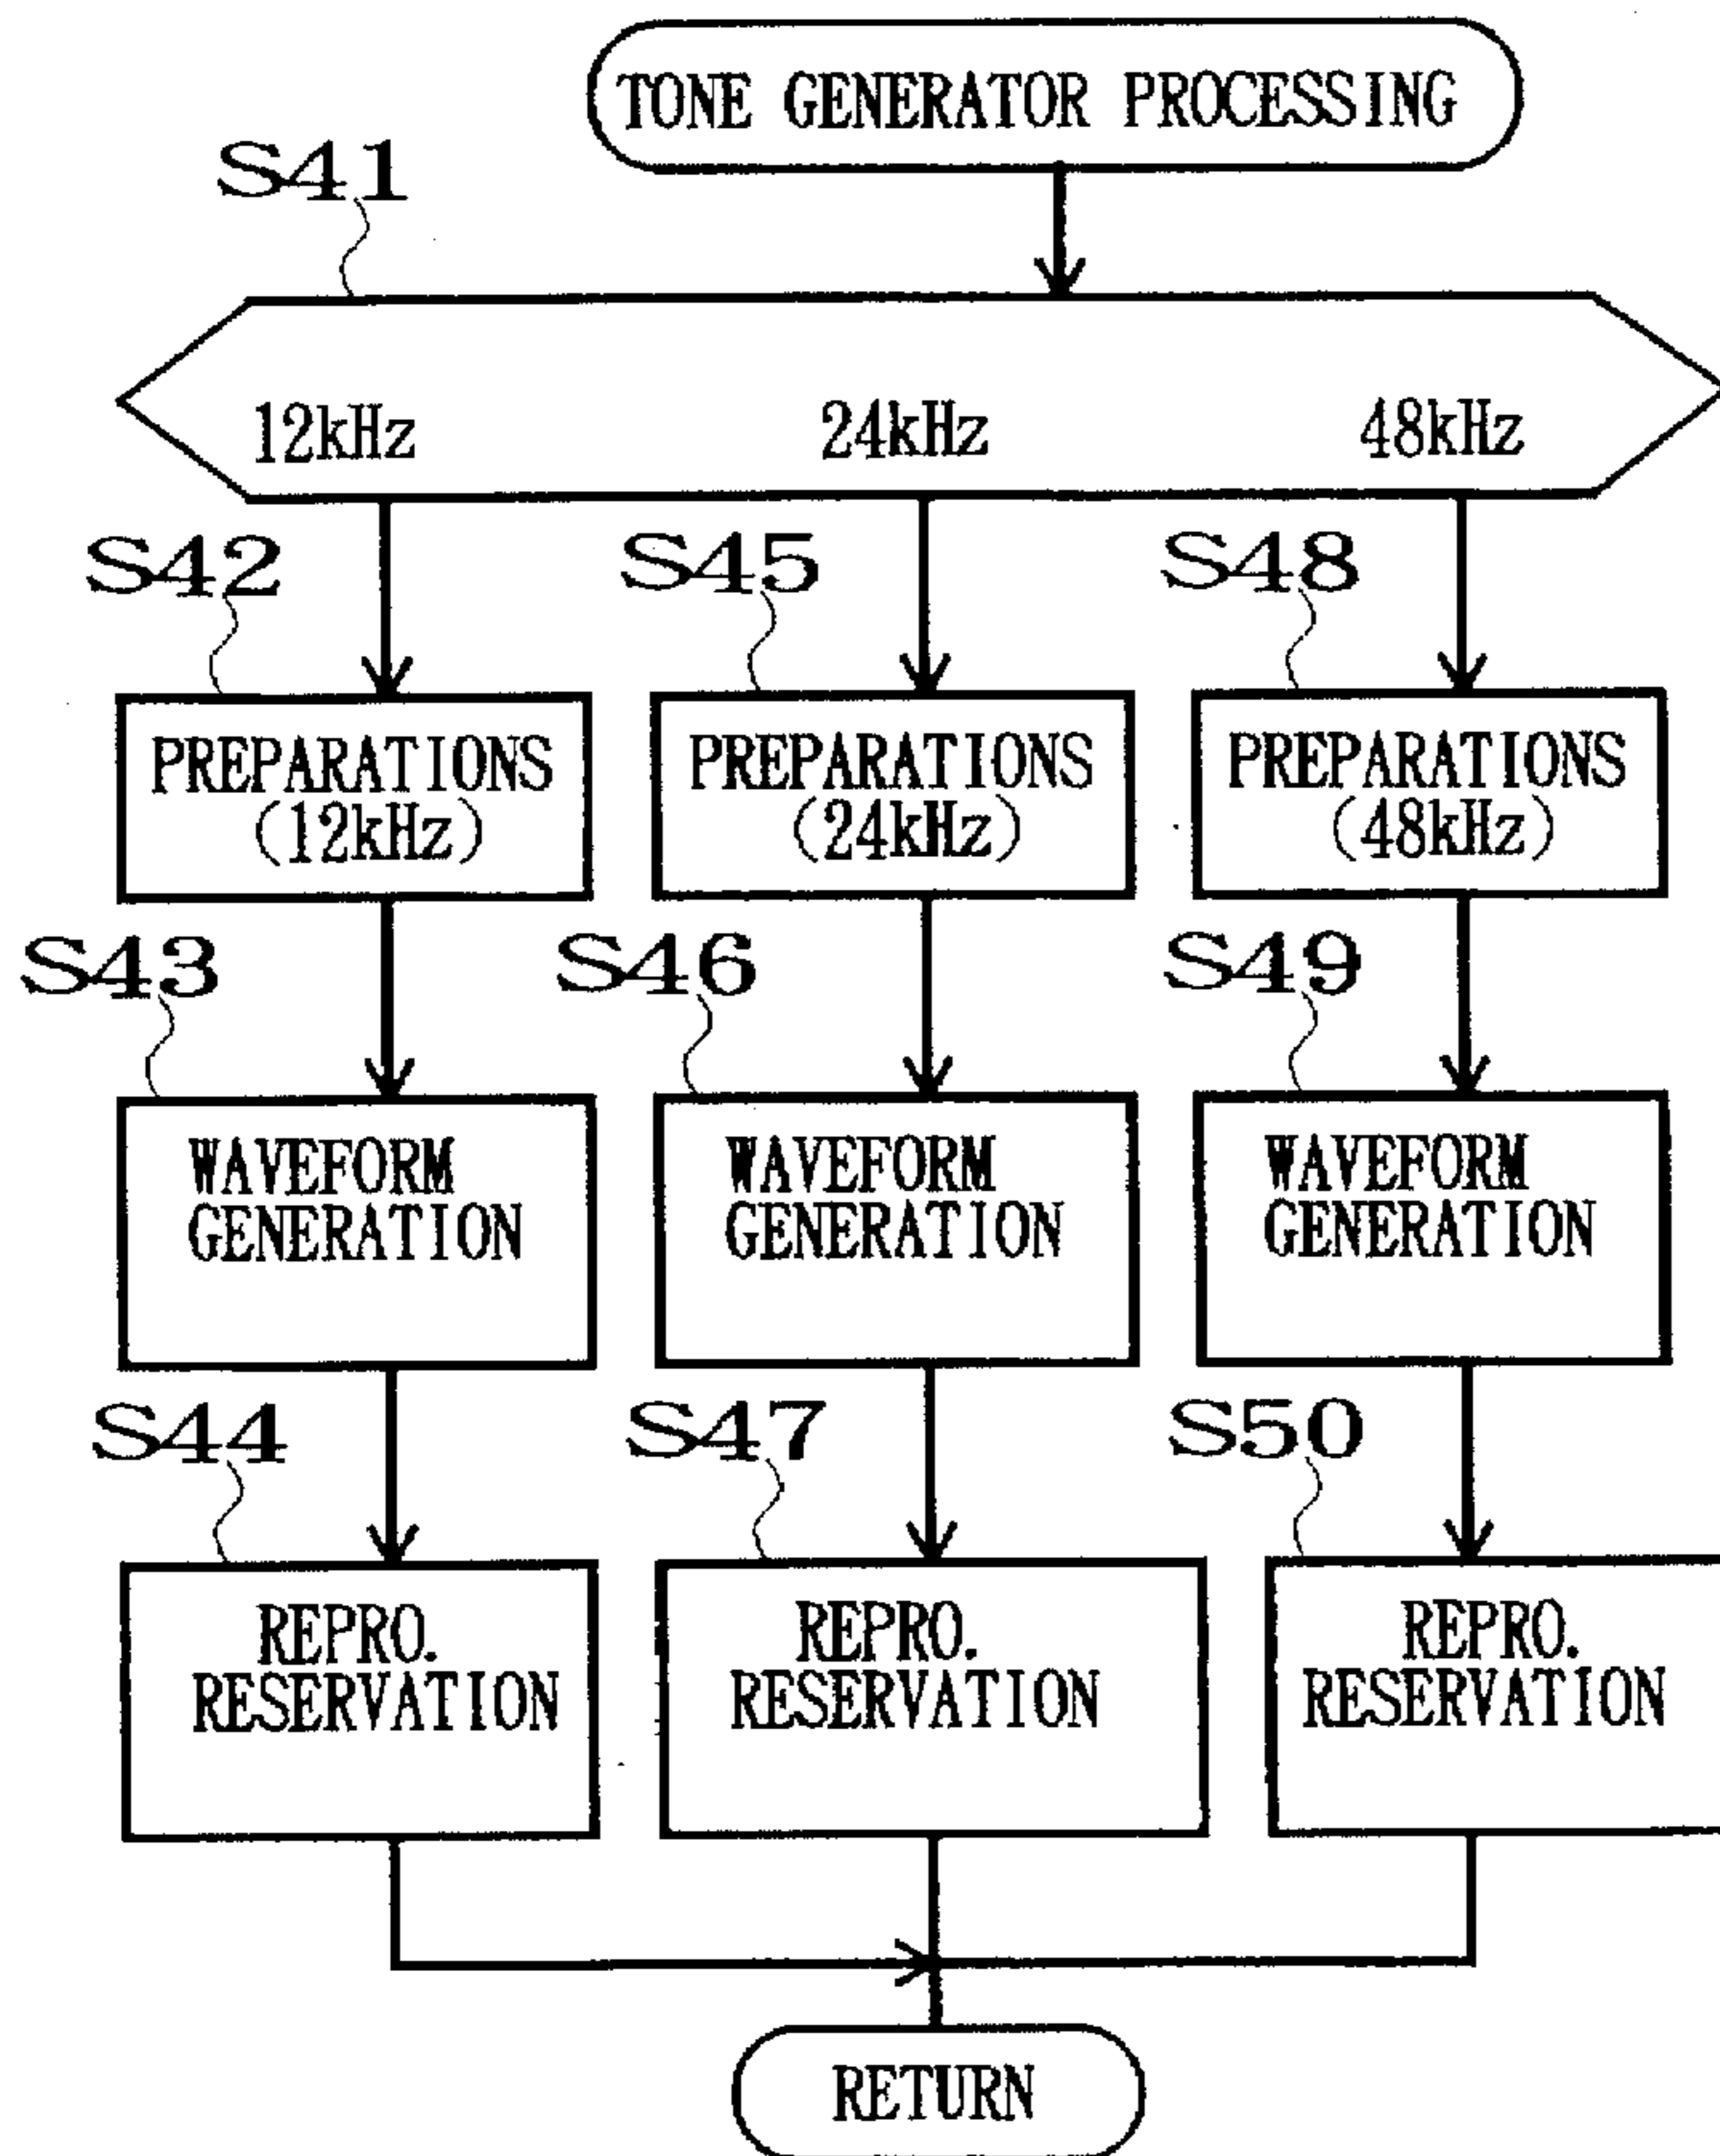 TONE GENERATOR PROCESSING
S41
12kHz 24kHz 48kHz
S42 S45 S48
PREPARATIONS
(12kHz)
PREPARATIONS
(24kHz)
PREPARATIONS
(48kHz)
S43 S46 S49
WAVEFORM
GENERATION
WAVEFORM
GENERATION
WAVEFORM
GENERATION
S44 S47 S50
REPRO.
RESERVATION
REPRO.
RESERVATION
REPRO.
RESERVATION
RETURN